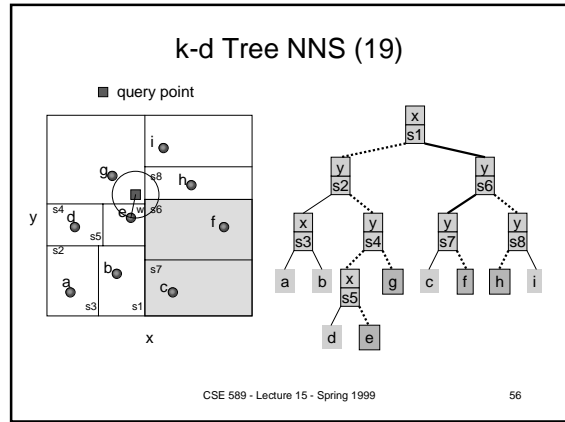 k-d Tree NNS (19)
query point
i
g
s8
h
s4
d
e
w
s6
f
y
s5
s2
a
b
s7
s3
s1
c
x
x
s1
y
s2
y
s6
x
s3
y
s4
y
s7
y
s8
a
b
x
s5
g
c
f
h
i
d
e
CSE 589 - Lecture 15 - Spring 1999
56